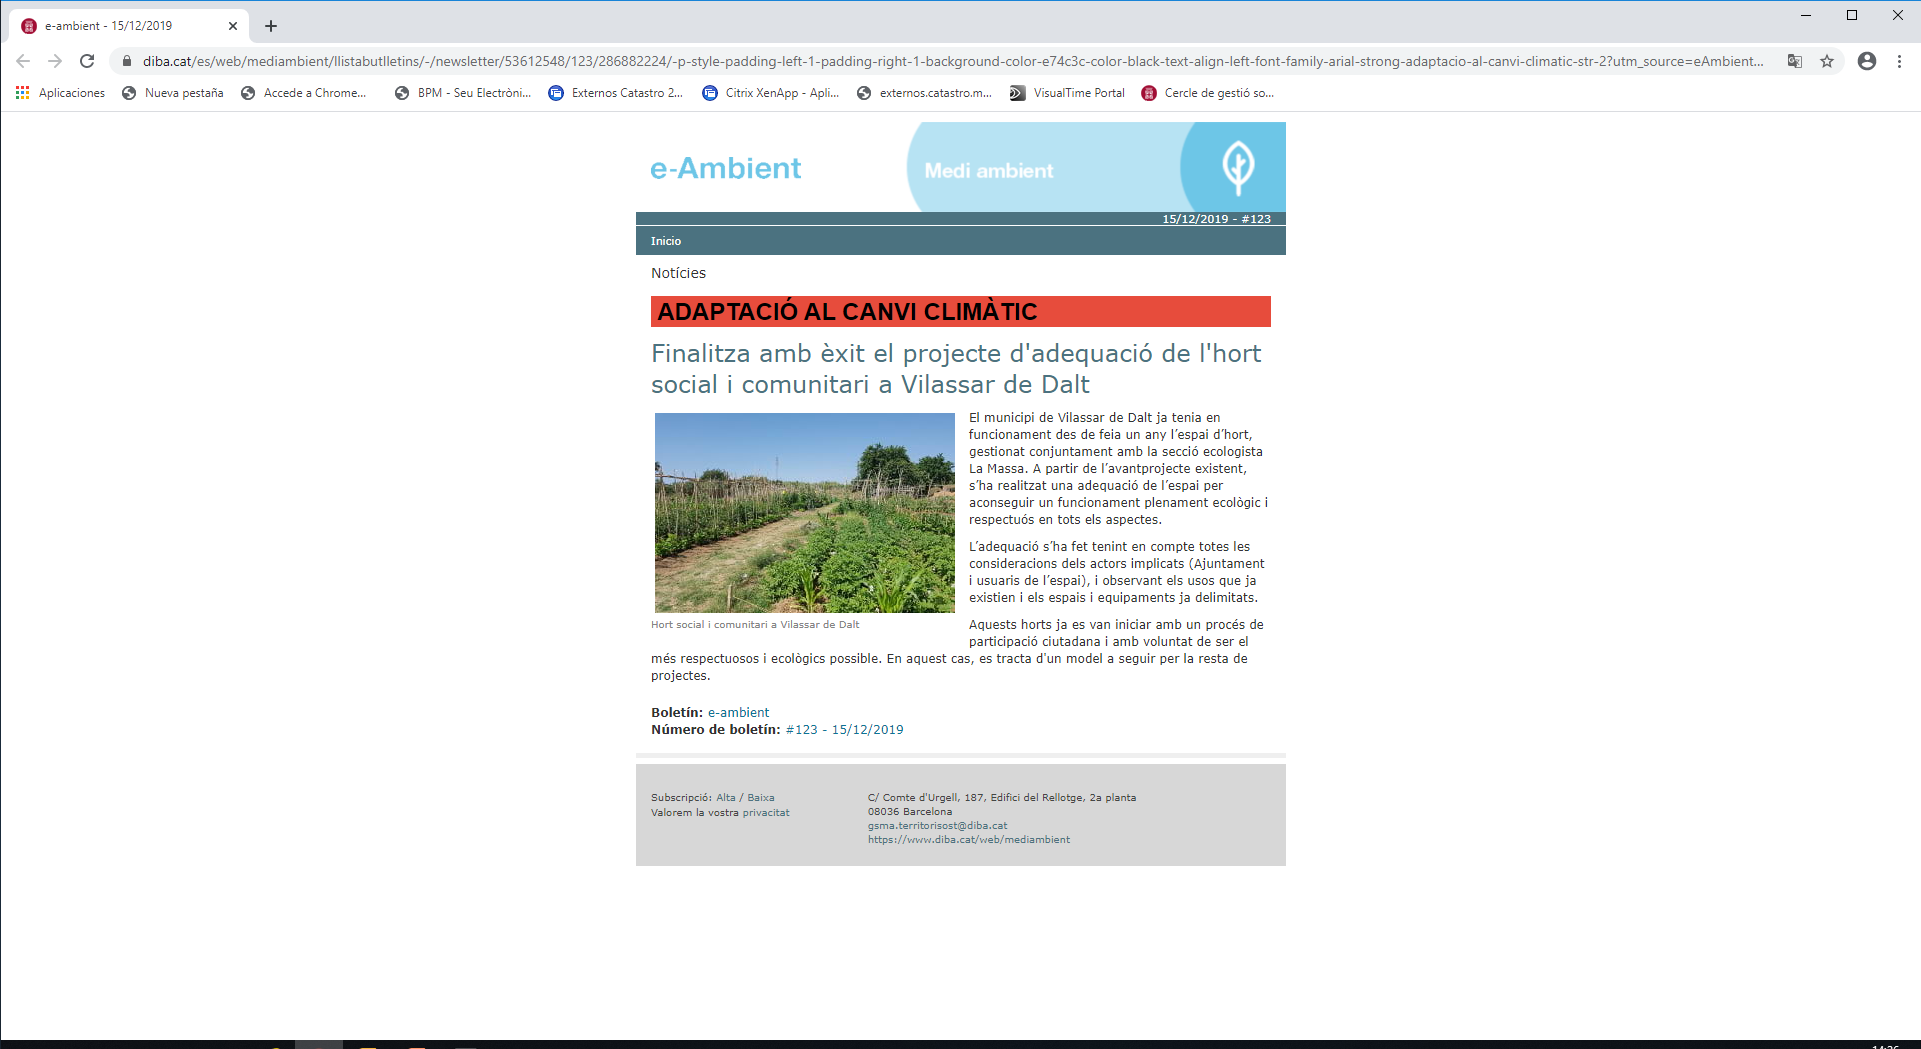 e-ambient - 15/12/2019
diba.cat/es/web/mediambient/llistabutlletins/-/newsletter/53612548/123/286882224/-p-style-padding-left-1-padding-right-1-background-color-e74c3c-color-black-text-align-left-font-family-arial-strong-adaptacio-al-canvi-climatic-str-2?utm_source=eAmbient...
Aplicaciones Nueva pestaña Accede a Chrome... BPM - Seu Electròni... Externos Catastro 2... Citrix XenApp - Apli... externos.catastro.m... VisualTime Portal Cercle de gestió so...
e-Ambient
Medi ambient
15/12/2019 - #123
Inicio
Notícies
ADAPTACIÓ AL CANVI CLIMÀTIC
Finalitza amb èxit el projecte d'adequació de l'hort
social i comunitari a Vilassar de Dalt
El municipi de Vilassar de Dalt ja tenia en
funcionament des de feia un any l’espai d’hort,
gestionat conjuntament amb la secció ecologista
La Massa. A partir de l’avantprojecte existent,
s’ha realitzat una adequació de l’espai per
aconseguir un funcionament plenament ecològic i
respectuós en tots els aspectes.
L’adequació s’ha fet tenint en compte totes les
consideracions dels actors implicats (Ajuntament
i usuaris de l’espai), i observant els usos que ja
existien i els espais i equipaments ja delimitats.
Hort social i comunitari a Vilassar de Dalt
Aquests horts ja es van iniciar amb un procés de
participació ciutadana i amb voluntat de ser el
més respectuosos i ecològics possible. En aquest cas, es tracta d'un model a seguir per la resta de
projectes.
Boletín: e-ambient
Número de boletín: #123 - 15/12/2019
Subscripció: Alta / Baixa
Valorem la vostra privacitat
C/ Comte d'Urgell, 187, Edifici del Rellotge, 2a planta
08036 Barcelona
gsma.territorisost@diba.cat
https://www.diba.cat/web/mediambient